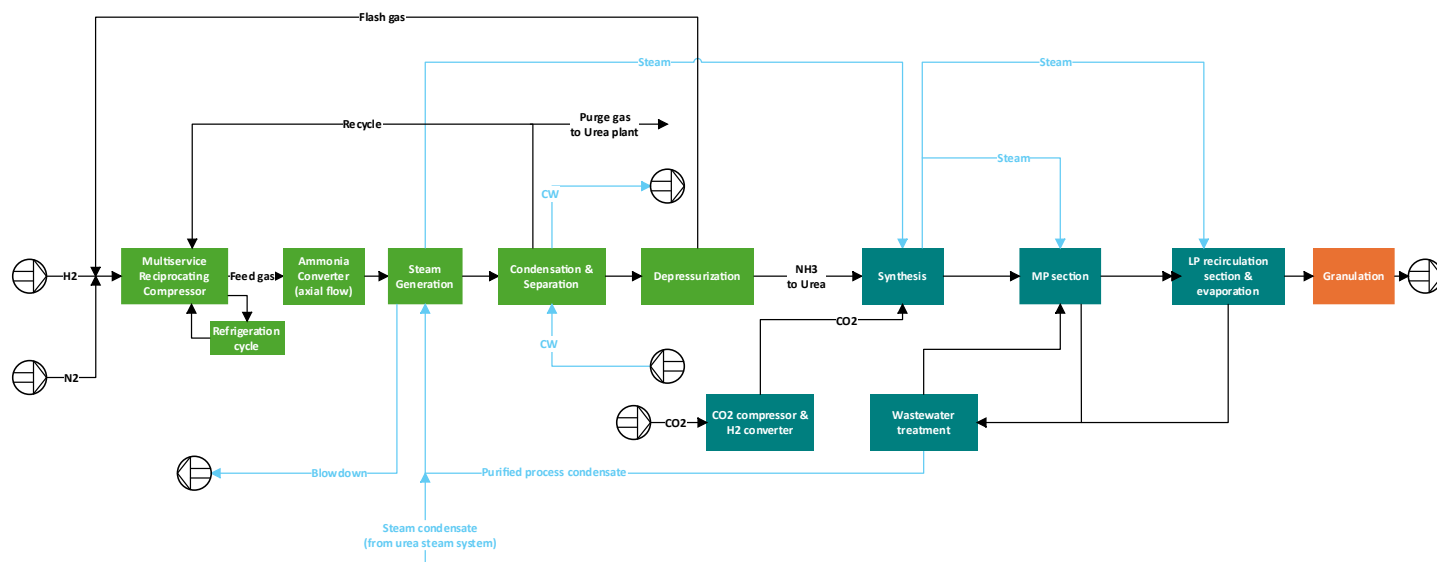 Flash gas
Steam
Steam
Recycle
Purge gas
to Urea plant
Steam
CW
H2
Multiservice
Reciprocating
Compressor
Feed gas
Ammonia
Converter
(axial flow)
Steam
Generation
Condensation &
Separation
Depressurization
NH3
to Urea
Synthesis
MP section
LP recirculation
section &
evaporation
Granulation
Refrigeration
cycle
CO2
CW
N2
CO2
CO2 compressor &
H2 converter
Wastewater
treatment
Blowdown
Purified process condensate
Steam condensate
(from urea steam system)